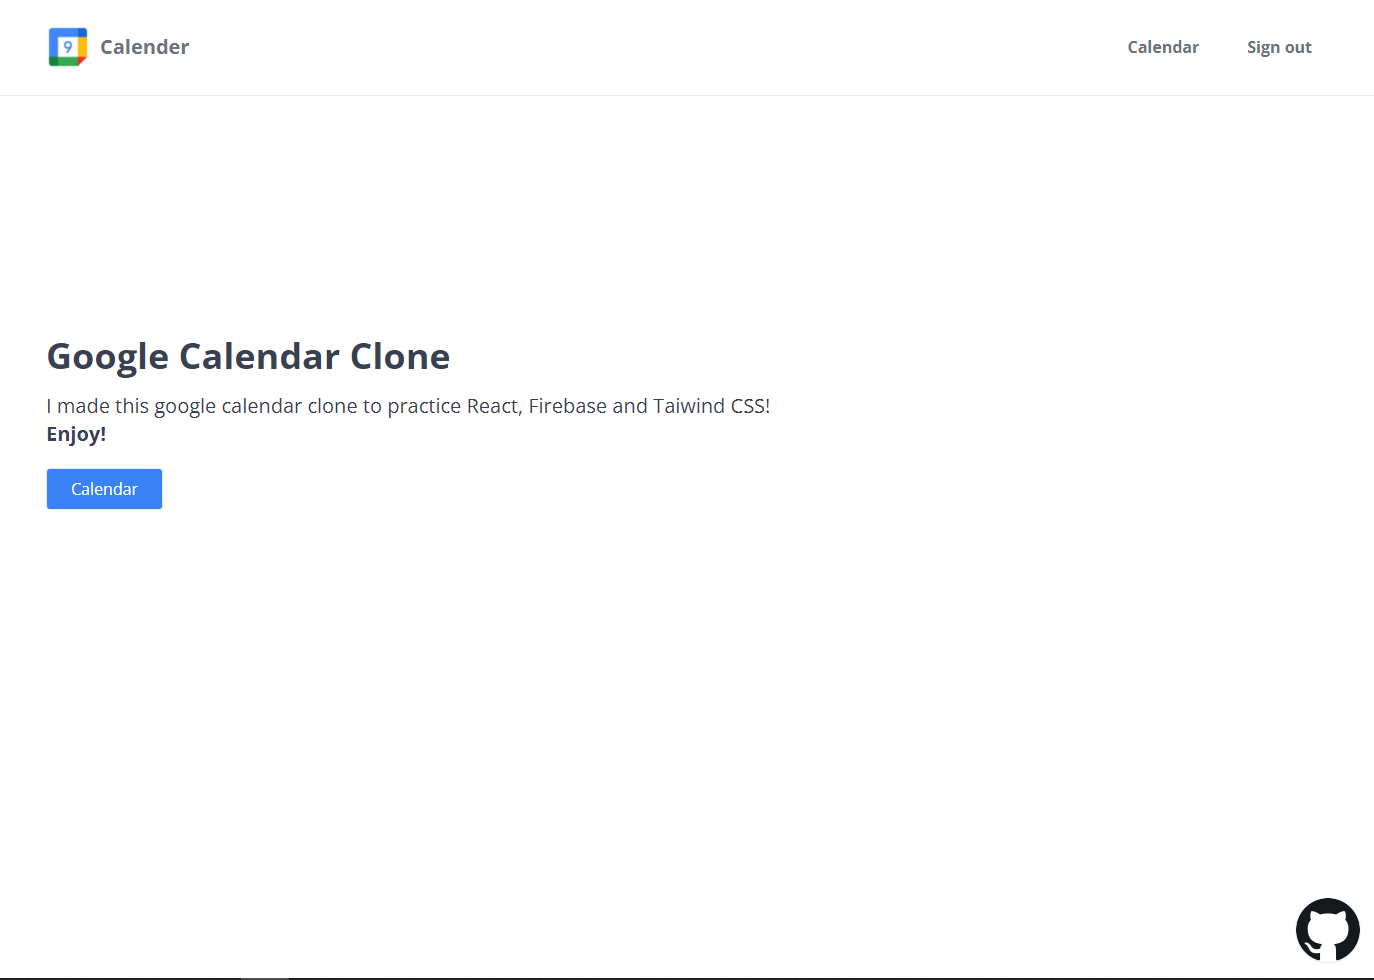 9
Calender
Calendar
Sign out
Google Calendar Clone
I made this google calendar clone to practice React, Firebase and Taiwind CSS!
Enjoy!
Calendar